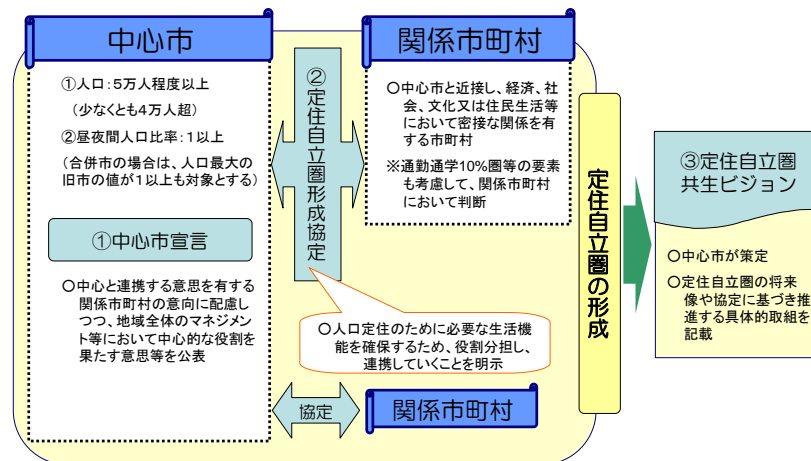 中心市
①人口:5万人程度以上
(少なくとも4万人超)
②昼夜間人口比率:1以上
(合併市の場合は、人口最大の
旧市の値が1以上も対象とする)
①中心市宣言
○中心と連携する意思を有する
関係市町村の意向に配慮し
つつ、地域全体のマネジメン
ト等において中心的な役割を
果たす意思等を公表
②定住自立圏形成協定
関係市町村
○中心市と近接し、経済、社
会、文化又は住民生活等
において密接な関係を有
する市町村
※通勤通学10%圏等の要素
も考慮して、関係市町村
において判断
○人口定住のために必要な生活機
能を確保するため、役割分担し、
連携していくことを明示
協定
関係市町村
定住自立圏の形成
③定住自立圏
共生ビジョン
○中心市が策定
○定住自立圏の将来
像や協定に基づき推
進する具体的取組を
記載